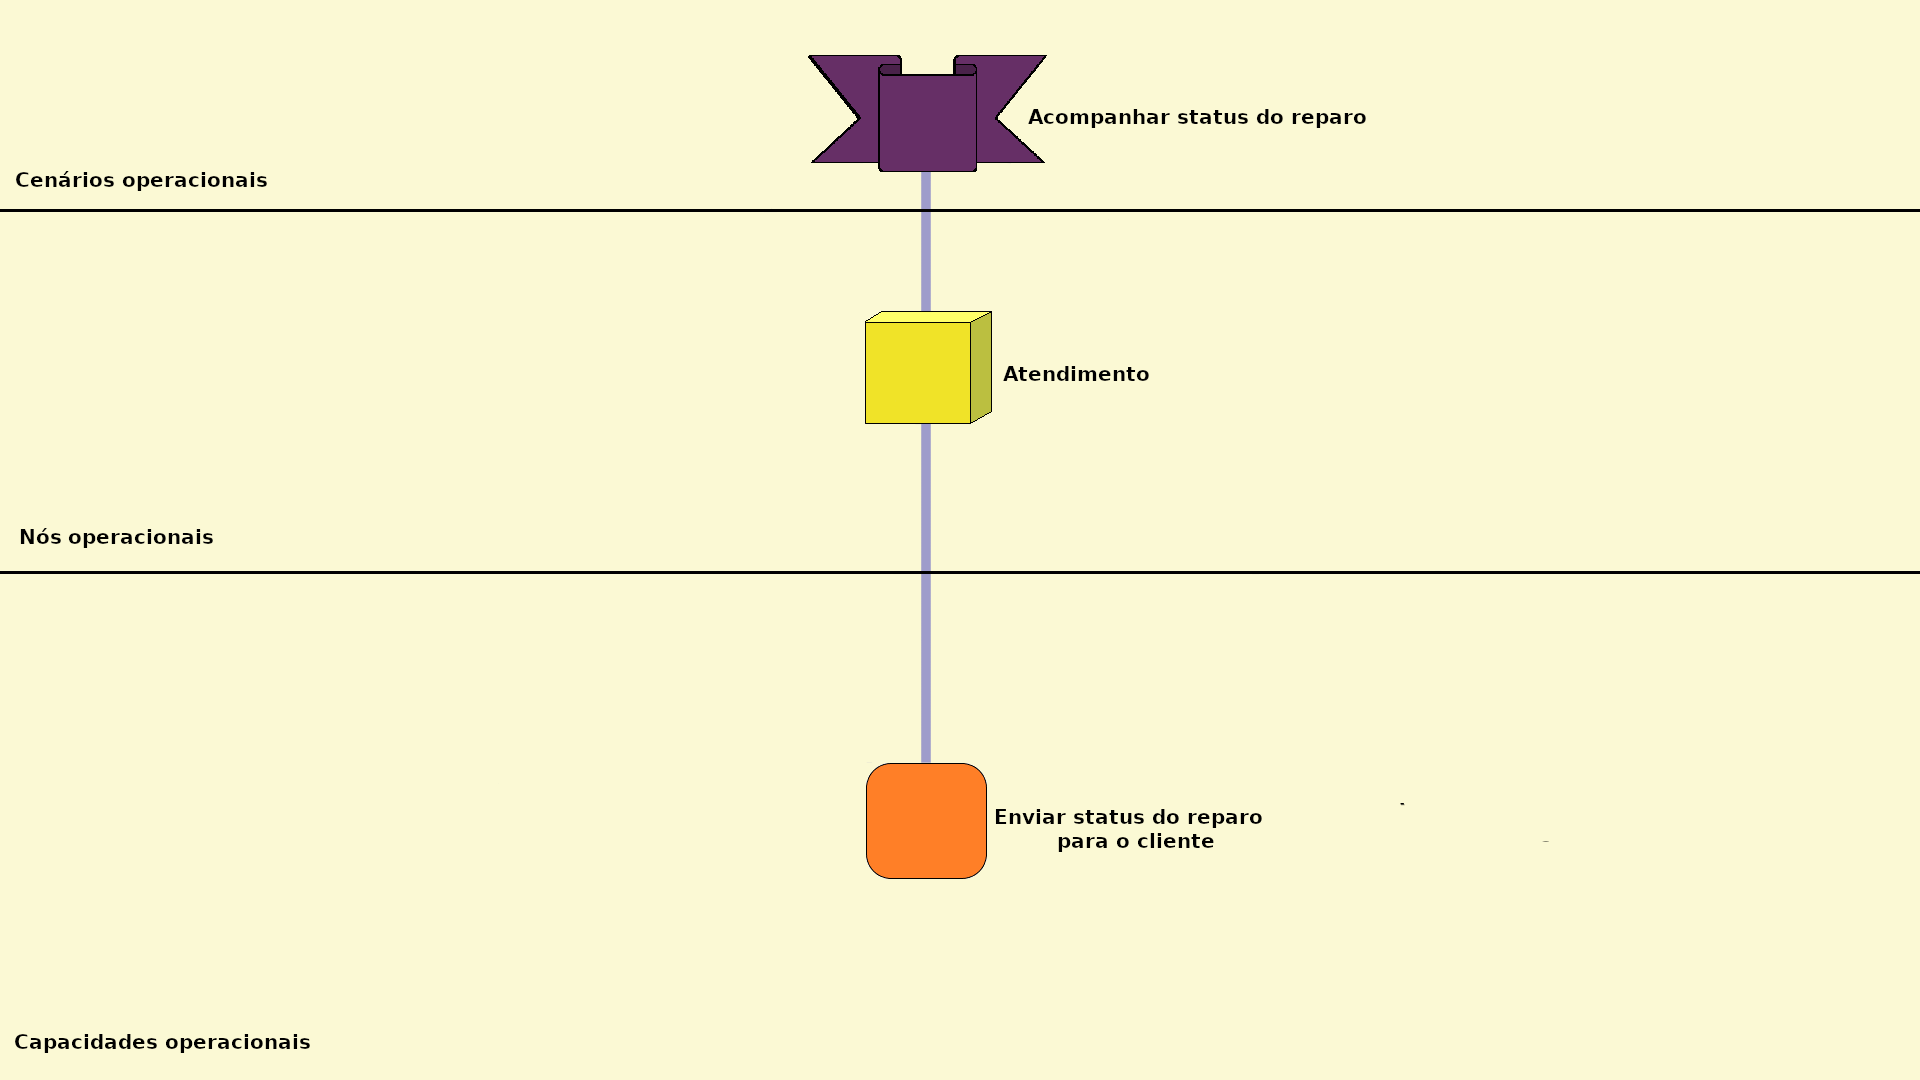 Acompanhar status do reparo
Cenários operacionais
Atendimento
Nós operacionais
Enviar status do reparo
para o cliente
Capacidades operacionais